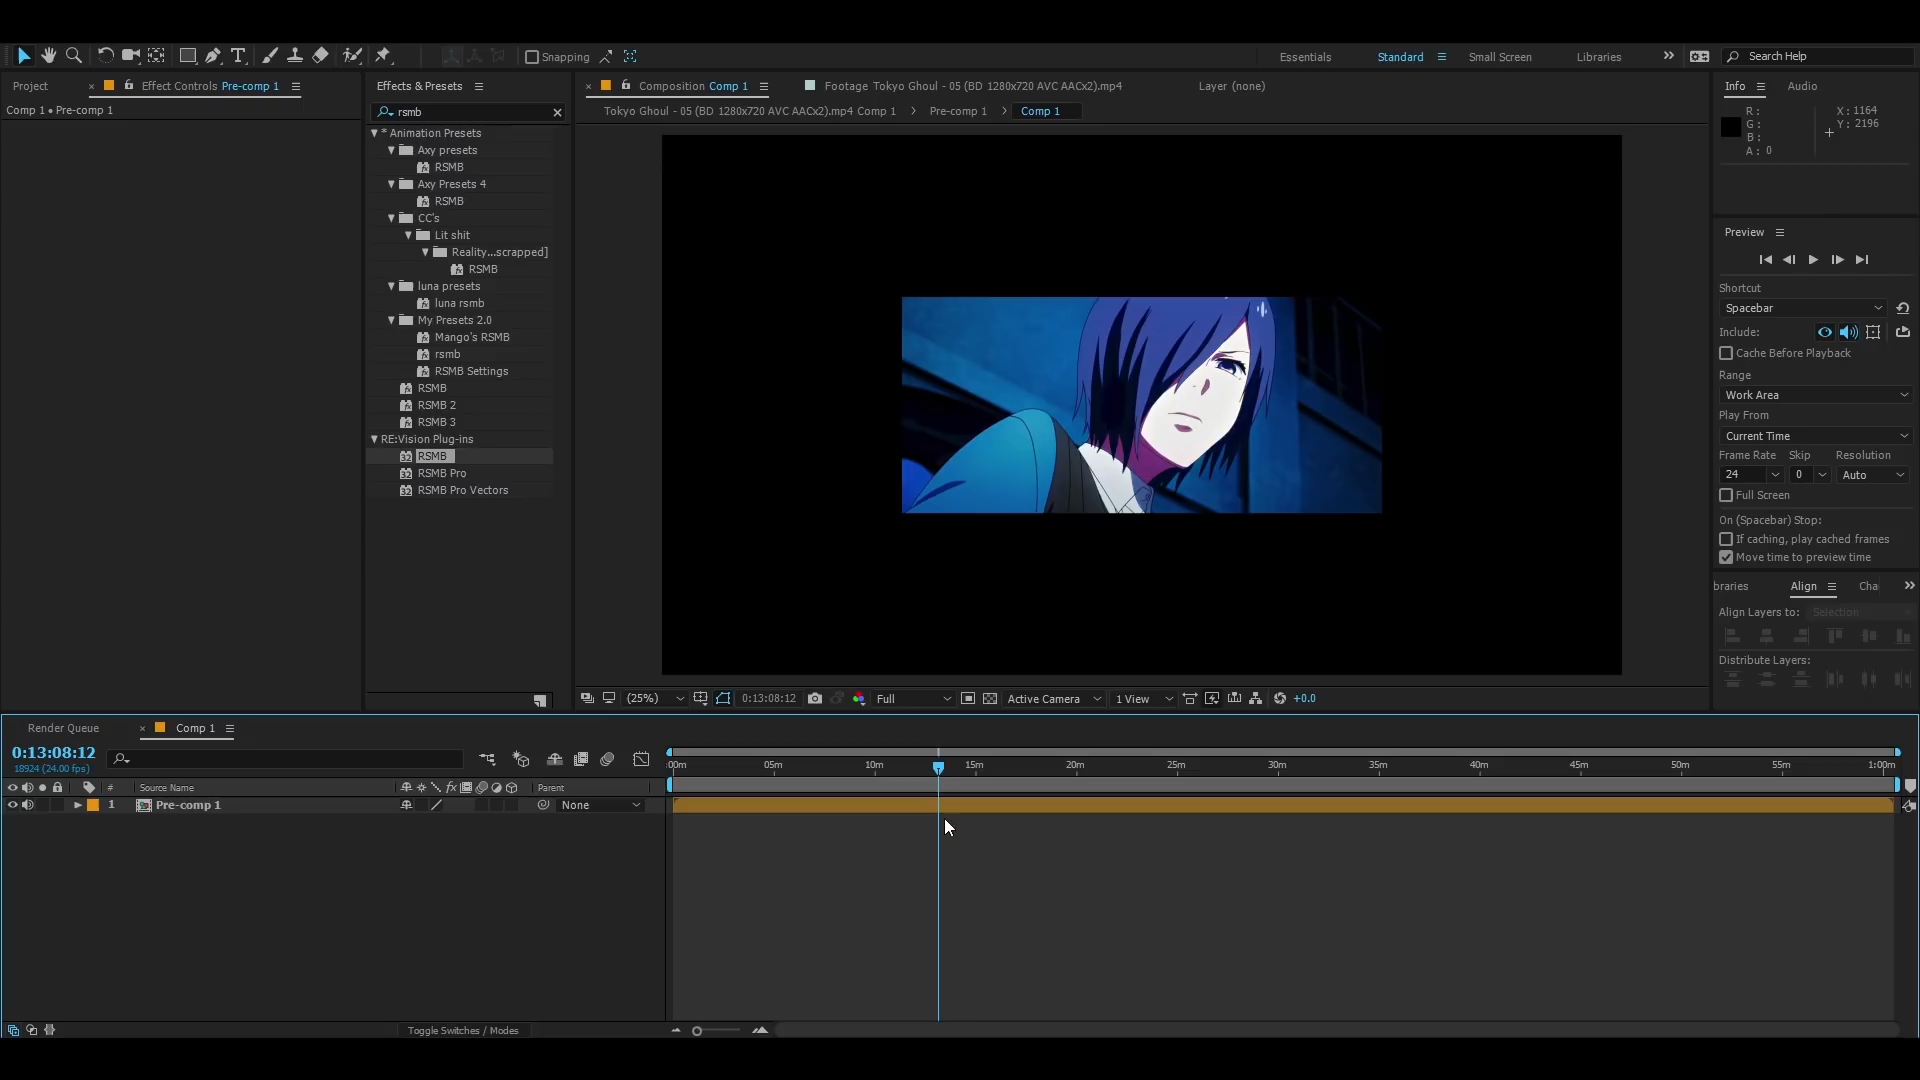 Snapping
Essentials
Standard
Small Screen
Libraries
Search Help
Project
Effect Controls Pre-comp 1
Comp 1 • Pre-comp 1
Effects & Presets
rsmb
* Animation Presets
Axy presets
RSMB
Axy Presets 4
RSMB
CC's
Lit shit
Reality...scrapped]
RSMB
luna presets
luna rsmb
My Presets 2.0
Mango's RSMB
rsmb
RSMB Settings
RSMB
RSMB 2
RSMB 3
RE:Vision Plug-ins
RSMB
RSMB Pro
RSMB Pro Vectors
Composition Comp 1
Footage Tokyo Ghoul - 05 (BD 1280x720 AVC AACx2).mp4
Layer (none)
Tokyo Ghoul - 05 (BD 1280x720 AVC AACx2).mp4 Comp 1
Pre-comp 1
Comp 1
(25%)
0:13:08:12
Full
Active Camera
1 View
+0.0
Info
Audio
R :
G :
B :
A : 0
X : 1164
Y : 2196
Preview
Shortcut
Spacebar
Include:
Cache Before Playback
Range
Work Area
Play From
Current Time
Frame Rate Skip Resolution
24 0 Auto
Full Screen
On (Spacebar) Stop:
If caching, play cached frames
Move time to preview time
braries
Align
Cha
Align Layers to: Selection
Distribute Layers:
Render Queue
Comp 1
0:13:08:12
18924 (24.00 fps)
# Source Name
Parent
1 Pre-comp 1
None
:00m 05m 10m 15m 20m 25m 30m 35m 40m 45m 50m 55m 1:00m
Toggle Switches / Modes